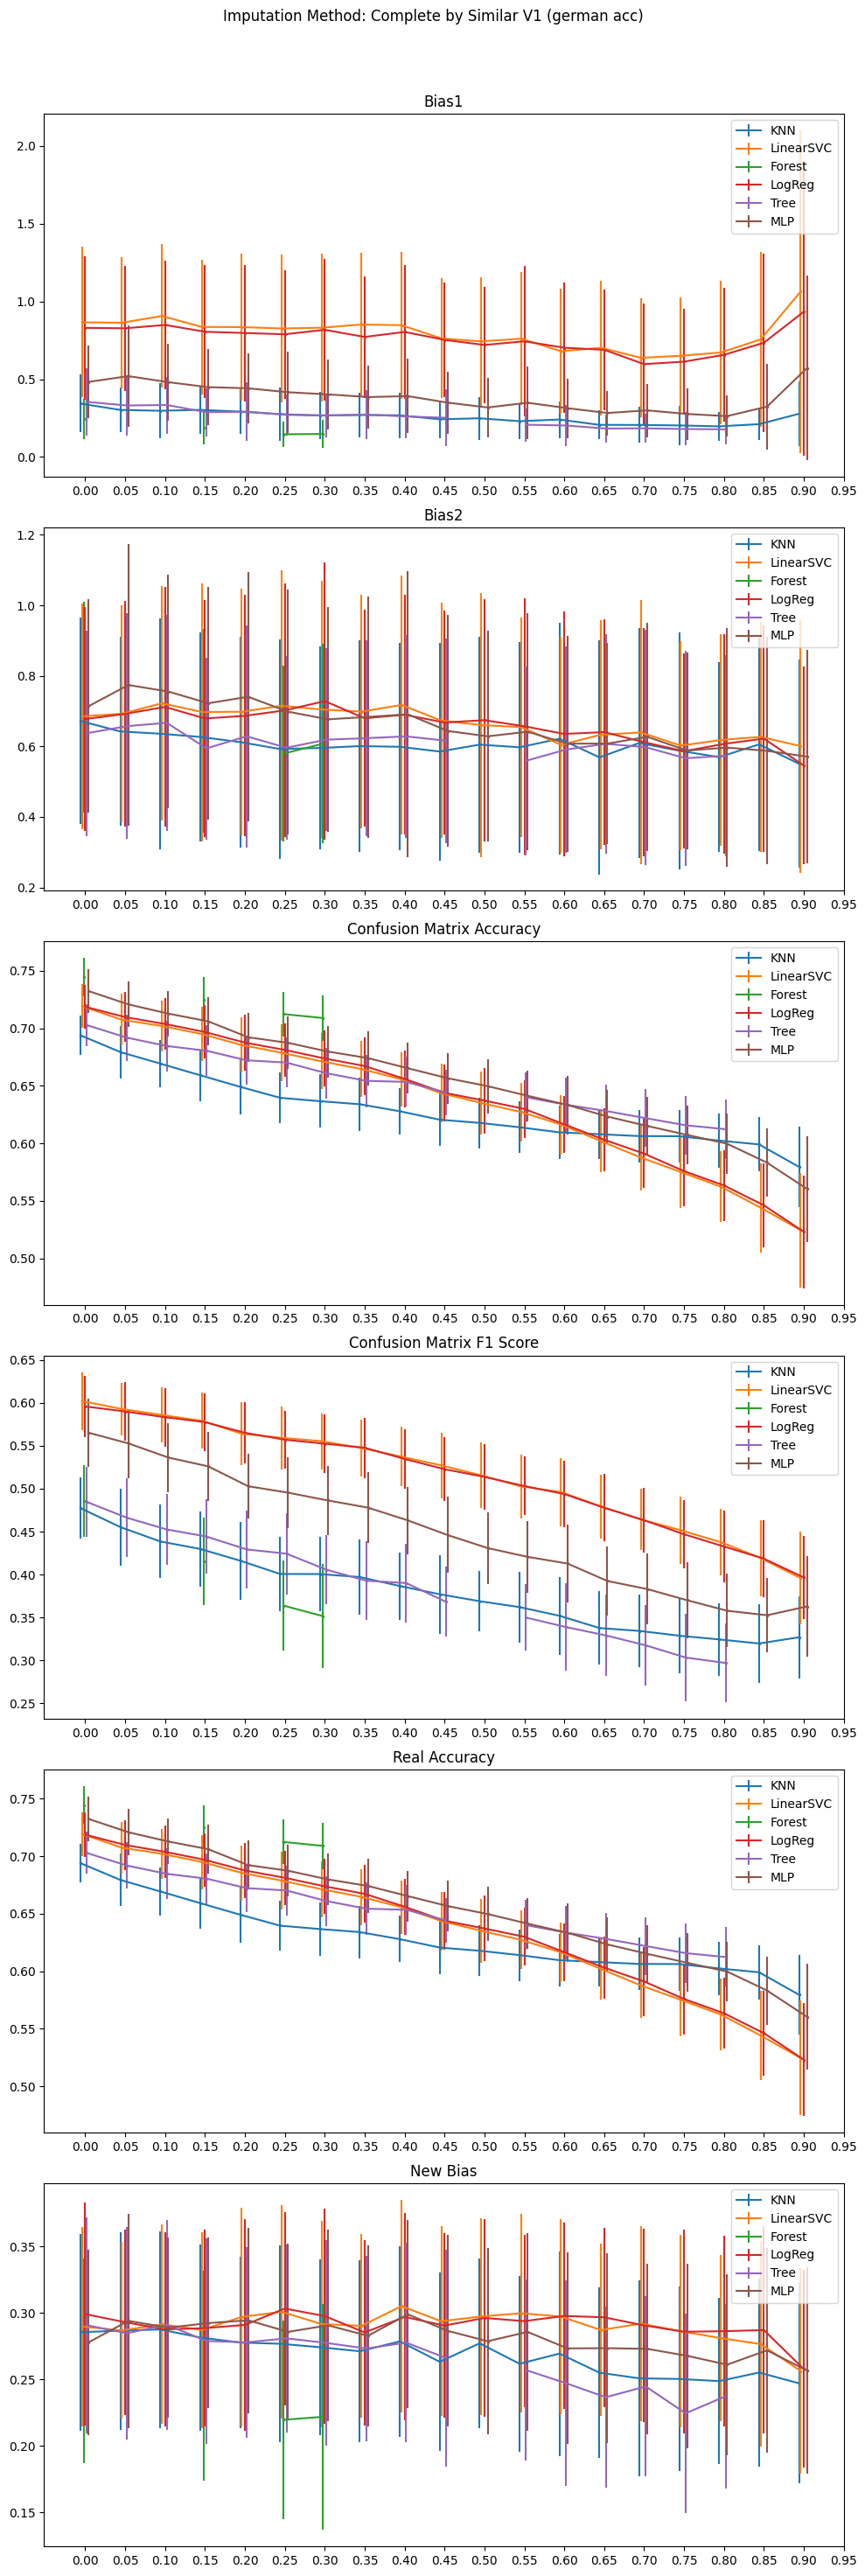 Imputation Method: Complete by Similar V1 (german acc)
Bias1
KNN
LinearSVC
Forest
LogReg
Tree
MLP
2.0
1.5
1.0
0.5
0.0
0.00 0.05 0.10 0.15 0.20 0.25 0.30 0.35 0.40 0.45 0.50 0.55 0.60 0.65 0.70 0.75 0.80 0.85 0.90 0.95
Bias2
KNN
LinearSVC
Forest
LogReg
Tree
MLP
1.2
1.0
0.8
0.6
0.4
0.2
0.00 0.05 0.10 0.15 0.20 0.25 0.30 0.35 0.40 0.45 0.50 0.55 0.60 0.65 0.70 0.75 0.80 0.85 0.90 0.95
Confusion Matrix Accuracy
KNN
LinearSVC
Forest
LogReg
Tree
MLP
0.75
0.70
0.65
0.60
0.55
0.50
0.00 0.05 0.10 0.15 0.20 0.25 0.30 0.35 0.40 0.45 0.50 0.55 0.60 0.65 0.70 0.75 0.80 0.85 0.90 0.95
Confusion Matrix F1 Score
KNN
LinearSVC
Forest
LogReg
Tree
MLP
0.65
0.60
0.55
0.50
0.45
0.40
0.35
0.30
0.25
0.00 0.05 0.10 0.15 0.20 0.25 0.30 0.35 0.40 0.45 0.50 0.55 0.60 0.65 0.70 0.75 0.80 0.85 0.90 0.95
Real Accuracy
KNN
LinearSVC
Forest
LogReg
Tree
MLP
0.75
0.70
0.65
0.60
0.55
0.50
0.00 0.05 0.10 0.15 0.20 0.25 0.30 0.35 0.40 0.45 0.50 0.55 0.60 0.65 0.70 0.75 0.80 0.85 0.90 0.95
New Bias
KNN
LinearSVC
Forest
LogReg
Tree
MLP
0.35
0.30
0.25
0.20
0.15
0.00 0.05 0.10 0.15 0.20 0.25 0.30 0.35 0.40 0.45 0.50 0.55 0.60 0.65 0.70 0.75 0.80 0.85 0.90 0.95